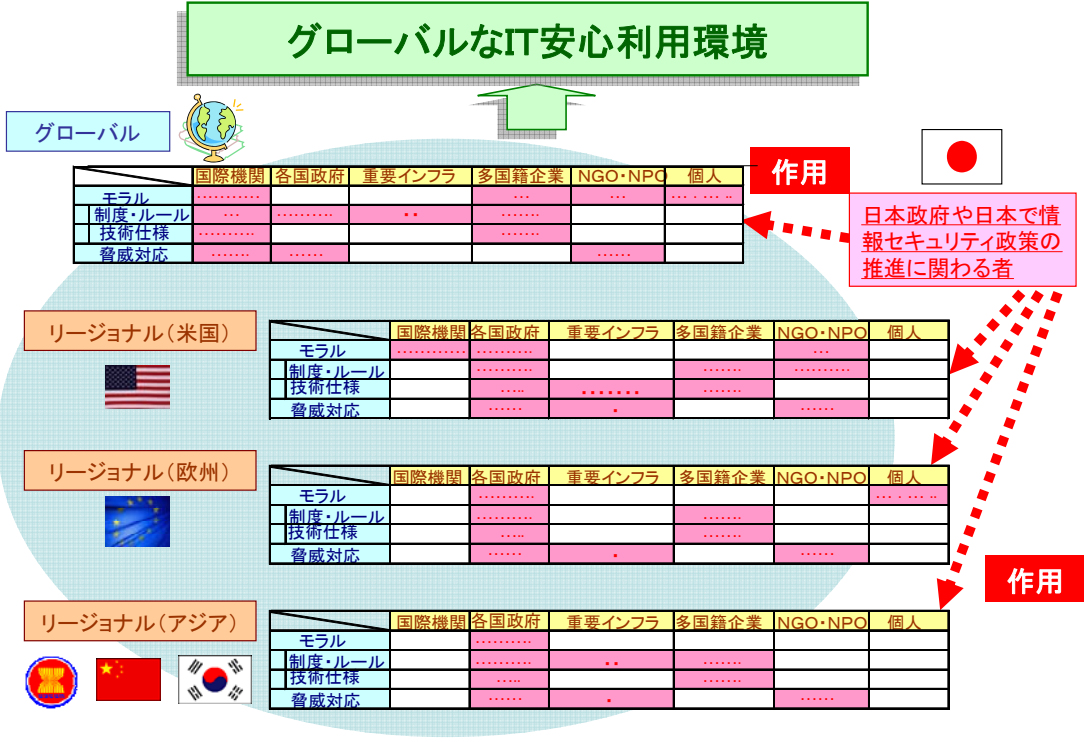 グローバルなIT安心利用環境
グローバル
国際機関 各国政府 重要インフラ 多国籍企業 NGO・NPO 個人
モラル ・・・・・・・・・・・ ・・・ ・・・ ・・・ ・ ・・・ ・・
制度・ルール ・・・ ・・・・・・・・・・ ・・ ・・・・・・・
技術仕様 ・・・・・・・・・・ ・・・・・・・
脅威対応 ・・・・・・・ ・・・・・・ ・・・・・・
作用
日本政府や日本で情
報セキュリティ政策の
推進に関わる者
リージョナル（米国）
国際機関 各国政府 重要インフラ 多国籍企業 NGO・NPO 個人
モラル ・・・・・・・・・・・・ ・・・・・・・・・・ ・・・
制度・ルール ・・・・・・・・・・ ・・・・・・・ ・・・・・・・・・・
技術仕様 ・・・・・ ・・・・・・・ ・・・・・・・
脅威対応 ・・・・・・ ・ ・・・・・・
リージョナル（欧州）
国際機関 各国政府 重要インフラ 多国籍企業 NGO・NPO 個人
モラル ・・・・・・・・・・ ・・・ ・ ・・・ ・・
制度・ルール ・・・・・・・・・・ ・・・・・・・
技術仕様 ・・・・・ ・・・・・・・
脅威対応 ・・・・・・ ・ ・・・・・・
作用
リージョナル（アジア）
国際機関 各国政府 重要インフラ 多国籍企業 NGO・NPO 個人
モラル ・・・・・・・・・・
制度・ルール ・・・・・・・・・・ ・・ ・・・・・・・
技術仕様 ・・・・・ ・・・・・・・
脅威対応 ・・・・・・ ・ ・・・・・・